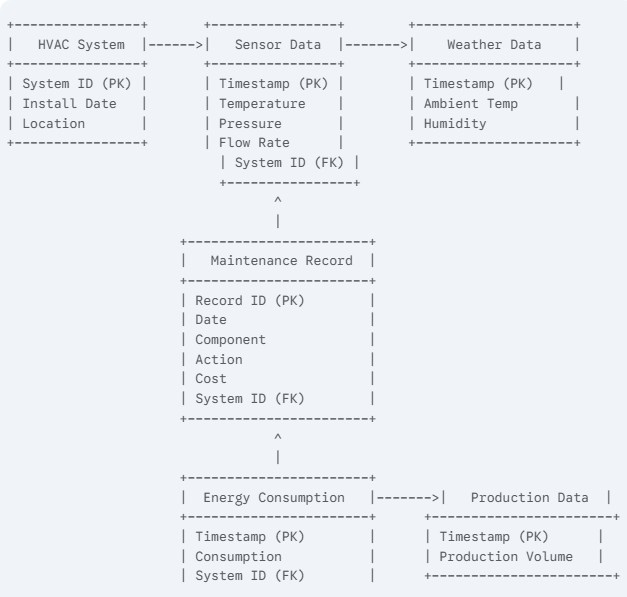 +----------------+       +-----------------+        +--------------------+
|   HVAC System  |------>|   Sensor Data  |------->|    Weather Data    |
+----------------+       +-----------------+        +--------------------+
| System ID (PK) |       | Timestamp (PK) |        | Timestamp (PK)   |
| Install Date   |       | Temperature    |        | Ambient Temp       |
| Location       |       | Pressure       |        | Humidity           |
+----------------+       | Flow Rate      |        +--------------------+
                           | System ID (FK) |
                           +----------------+
                                  ^
                                  |
                      +-----------------------+
                      |   Maintenance Record  |
                      +-----------------------+
                      | Record ID (PK)        |
                      | Date                  |
                      | Component             |
                      | Action                |
                      | Cost                  |
                      | System ID (FK)        |
                      +-----------------------+
                                  ^
                                  |
                      +-----------------------+
                      |  Energy Consumption   |------->|   Production Data  |
                      +-----------------------+      +-----------------------+
                      | Timestamp (PK)        |      | Timestamp (PK)      |
                      | Consumption           |      | Production Volume   |
                      | System ID (FK)        |      +-----------------------+